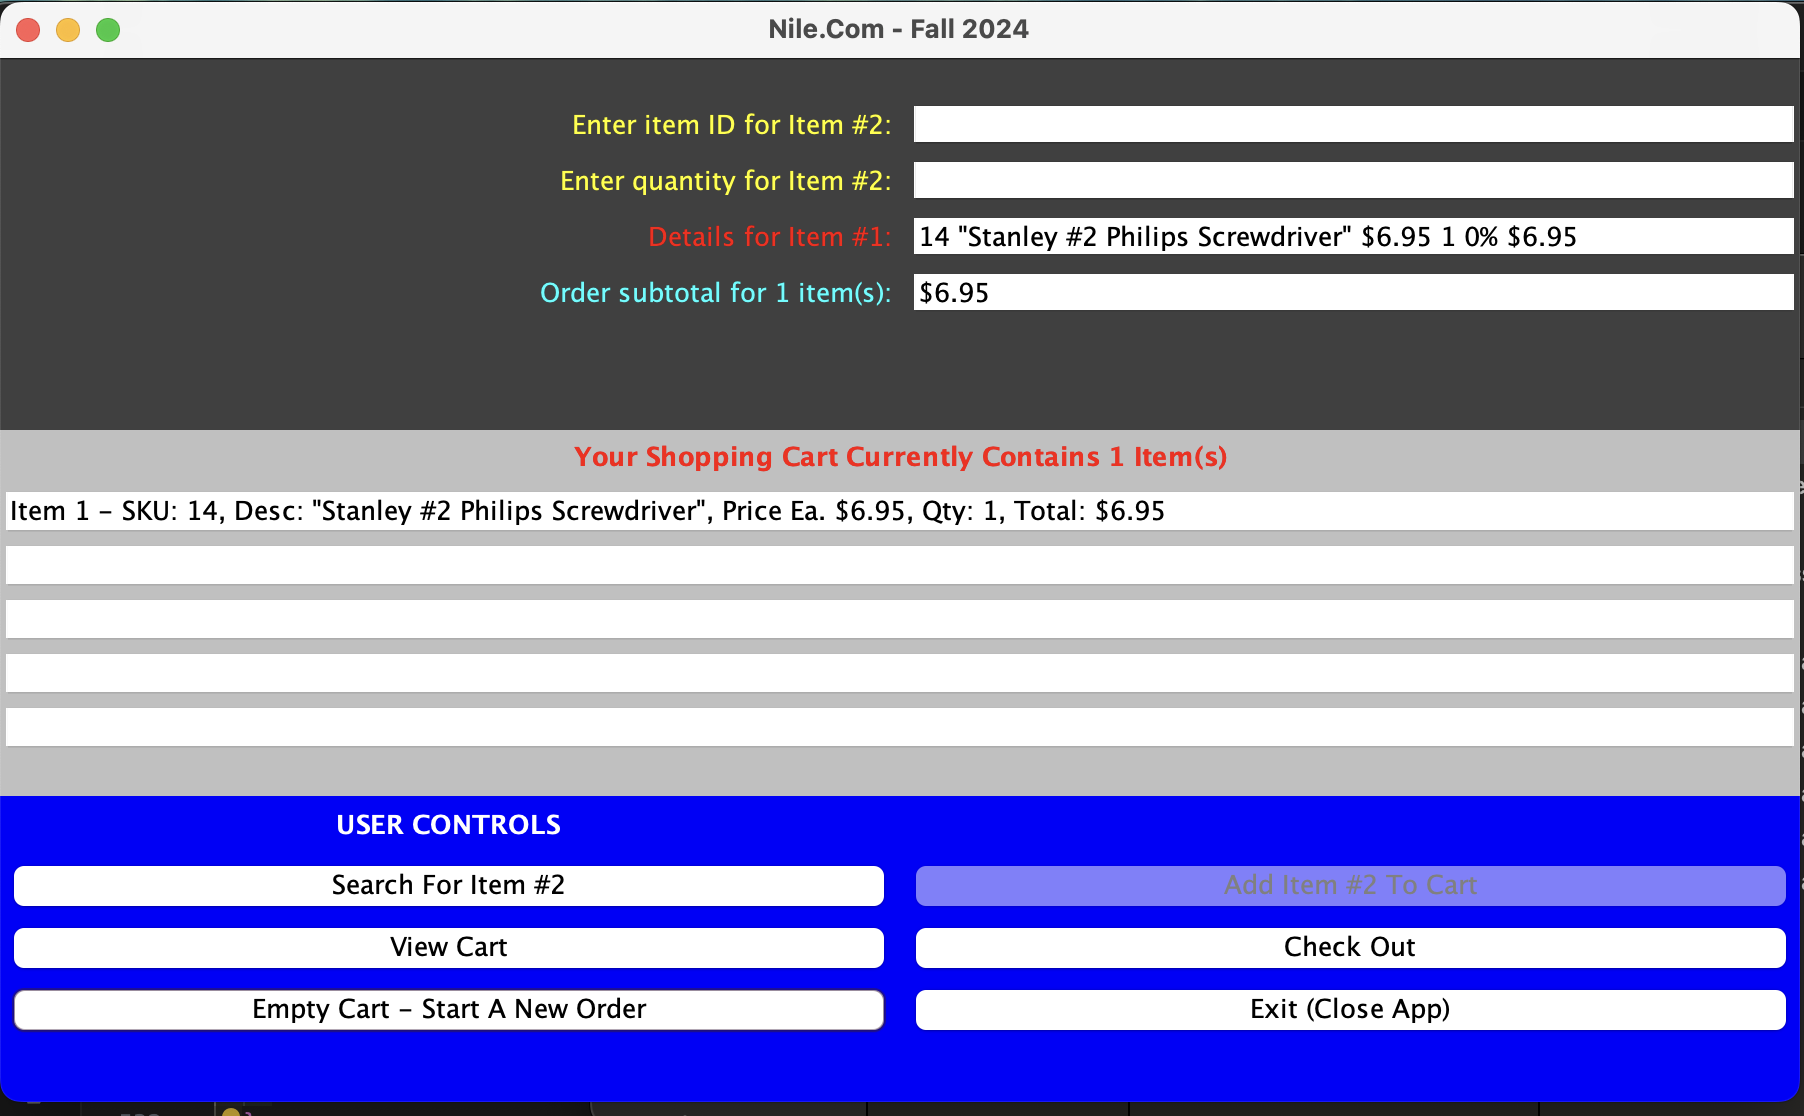 Nile.Com - Fall 2024
Enter item ID for Item #2:
Enter quantity for Item #2:
Details for Item #1: 14 "Stanley #2 Philips Screwdriver" $6.95 1 0% $6.95
Order subtotal for 1 item(s): $6.95
Your Shopping Cart Currently Contains 1 Item(s)
Item 1 - SKU: 14, Desc: "Stanley #2 Philips Screwdriver", Price Ea. $6.95, Qty: 1, Total: $6.95
USER CONTROLS
Search For Item #2 Add Item #2 To Cart
View Cart Check Out
Empty Cart - Start A New Order Exit (Close App)